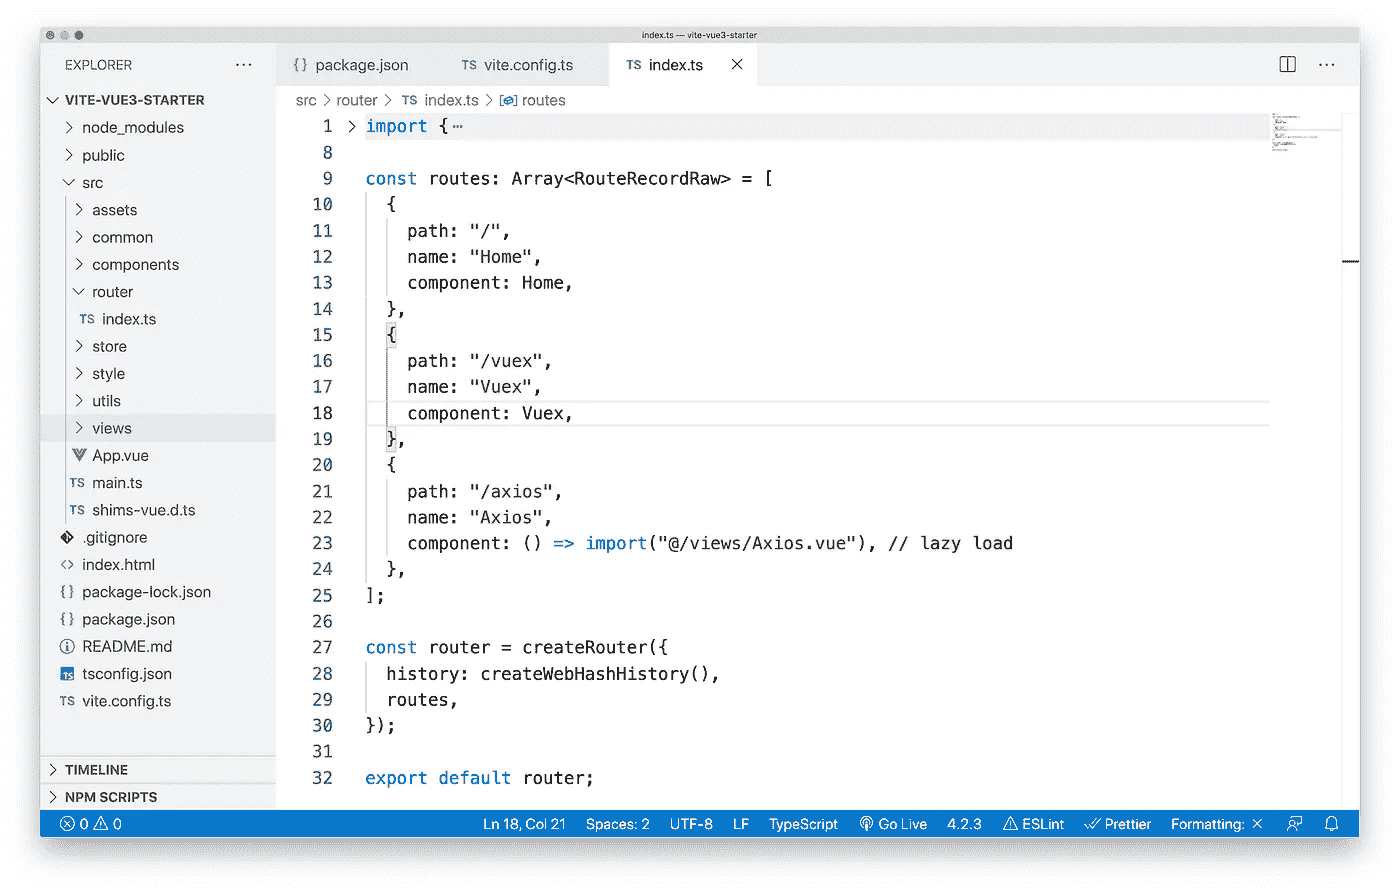 index.ts — vite-vue3-starter
EXPLORER
VITE-VUE3-STARTER
node_modules
public
src
assets
common
components
router
TS index.ts
store
style
utils
views
App.vue
TS main.ts
TS shims-vue.d.ts
.gitignore
<> index.html
{} package-lock.json
{} package.json
README.md
TS tsconfig.json
TS vite.config.ts
TIMELINE
NPM SCRIPTS
{} package.json TS vite.config.ts TS index.ts
src > router > TS index.ts > routes
1 import {…
8
9 const routes: Array<RouteRecordRaw> = [
10 {
11 path: "/",
12 name: "Home",
13 component: Home,
14 },
15 {
16 path: "/vuex",
17 name: "Vuex",
18 component: Vuex,
19 },
20 {
21 path: "/axios",
22 name: "Axios",
23 component: () => import("@/views/Axios.vue"), // lazy load
24 },
25 ];
26
27 const router = createRouter({
28 history: createWebHashHistory(),
29 routes,
30 });
31
32 export default router;
0 0 Ln 18, Col 21 Spaces: 2 UTF-8 LF TypeScript Go Live 4.2.3 ESLint Prettier Formatting: ×